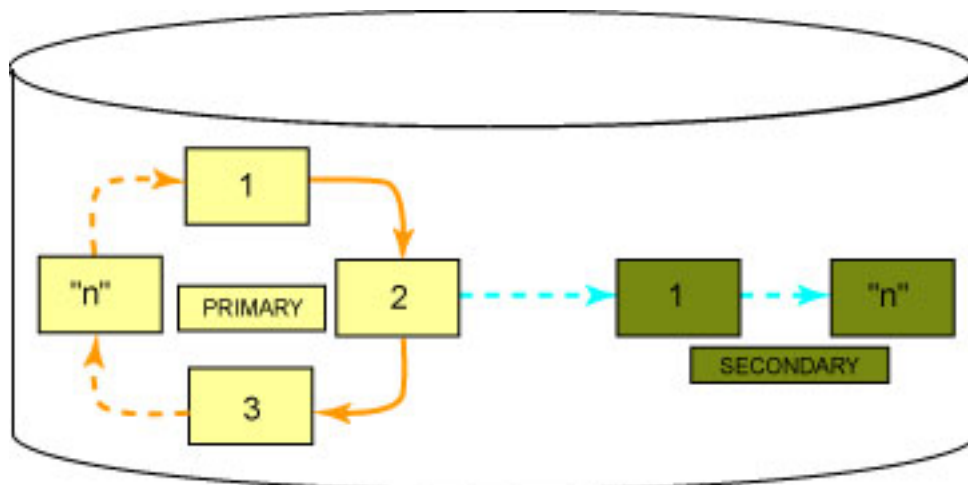 1
"n"
PRIMARY
2
1
"n"
SECONDARY
3